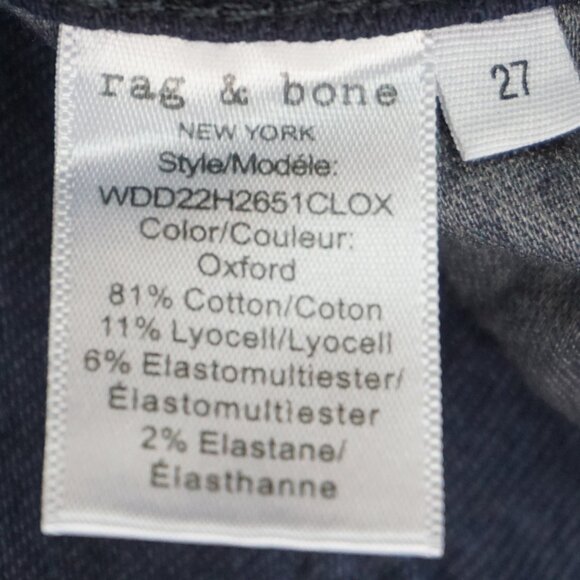 rag & bone
NEW YORK
Style/Modéle:
WDD22H2651CLOX
Color/Couleur:
Oxford
81% Cotton/Coton
11% Lyocell/Lyocell
6% Elastomultiester/
Élastomultiester
2% Elastane/
Élasthanne
27